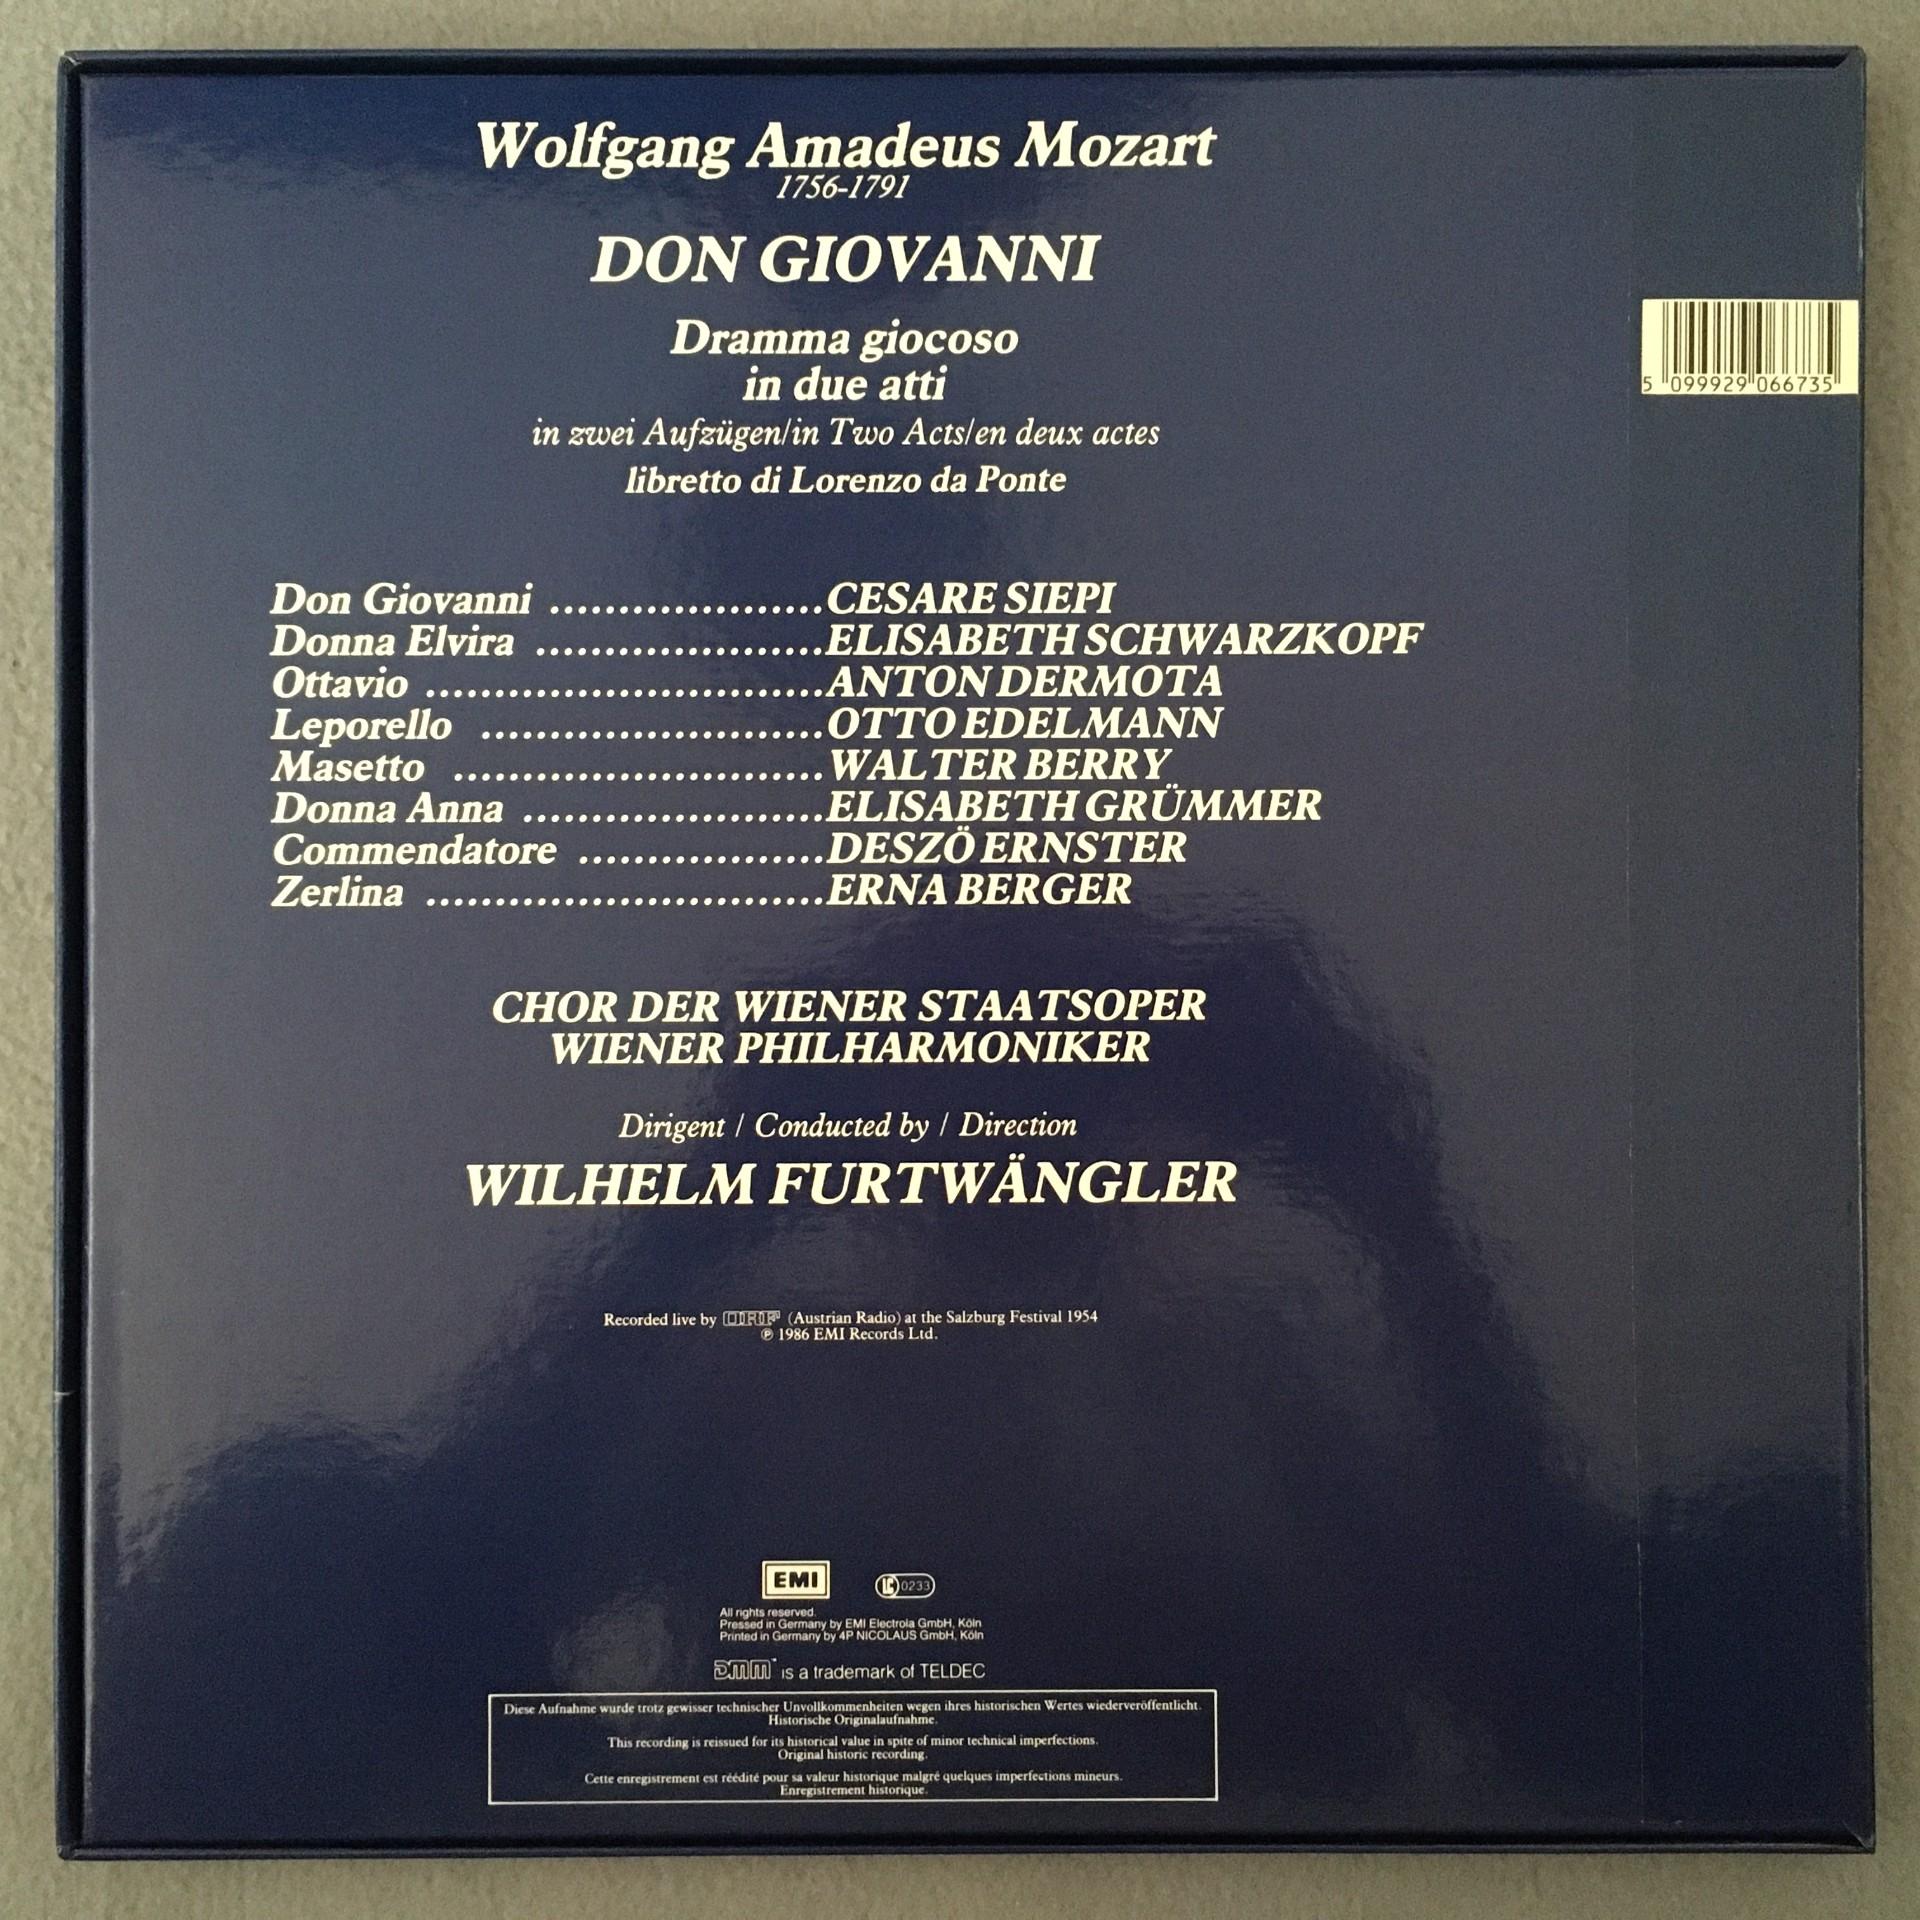 Wolfgang Amadeus Mozart
1756-1791
DON GIOVANNI
Dramma giocoso
in due atti
in zwei Aufzügen/in Two Acts/en deux actes
libretto di Lorenzo da Ponte
5 099929 066735
Don Giovanni ....................CESARE SIEPI
Donna Elvira .....................ELISABETH SCHWARZKOPF
Ottavio .............................ANTON DERMOTA
Leporello .........................OTTO EDELMANN
Masetto ...........................WALTER BERRY
Donna Anna ......................ELISABETH GRÜMMER
Commendatore ..................DESZÖ ERNSTER
Zerlina .............................ERNA BERGER
CHOR DER WIENER STAATSOPER
WIENER PHILHARMONIKER
Dirigent / Conducted by / Direction
WILHELM FURTWÄNGLER
Recorded live by ORF (Austrian Radio) at the Salzburg Festival 1954
℗ 1986 EMI Records Ltd.
EMI
LC 0233
All rights reserved.
Pressed in Germany by EMI Electrola GmbH, Köln
Printed in Germany by 4P NICOLAUS GmbH, Köln
DMM™ is a trademark of TELDEC
Diese Aufnahme wurde trotz gewisser technischer Unvollkommenheiten wegen ihres historischen Wertes wiederveröffentlicht.
Historische Originalaufnahme.
This recording is reissued for its historical value in spite of minor technical imperfections.
Original historic recording.
Cette enregistrement est réédité pour sa valeur historique malgré quelques imperfections mineurs.
Enregistrement historique.